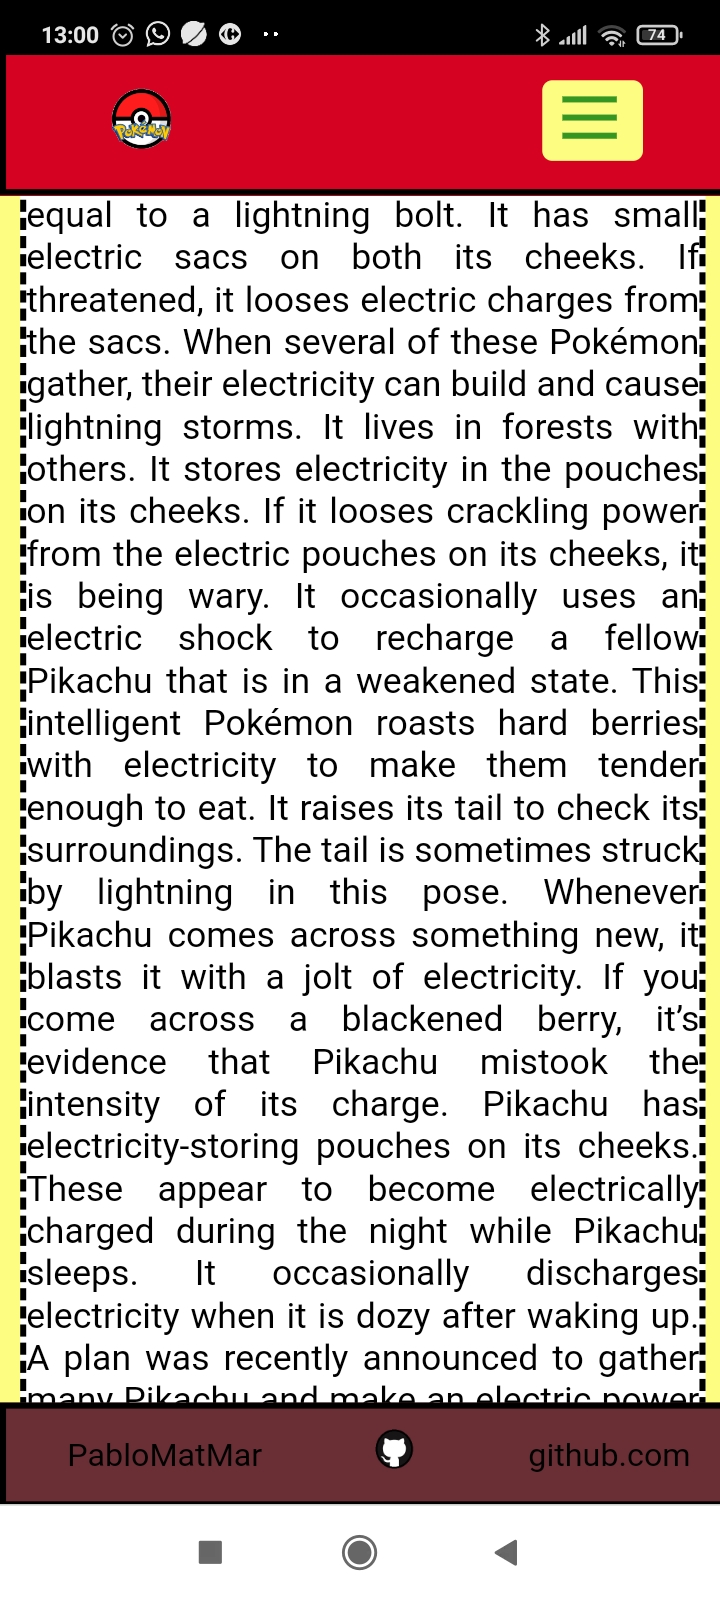 13:00
74
Pokémon
equal to a lightning bolt. It has small
electric sacs on both its cheeks. If
threatened, it looses electric charges from
the sacs. When several of these Pokémon
gather, their electricity can build and cause
lightning storms. It lives in forests with
others. It stores electricity in the pouches
on its cheeks. If it looses crackling power
from the electric pouches on its cheeks, it
is being wary. It occasionally uses an
electric shock to recharge a fellow
Pikachu that is in a weakened state. This
intelligent Pokémon roasts hard berries
with electricity to make them tender
enough to eat. It raises its tail to check its
surroundings. The tail is sometimes struck
by lightning in this pose. Whenever
Pikachu comes across something new, it
blasts it with a jolt of electricity. If you
come across a blackened berry, it’s
evidence that Pikachu mistook the
intensity of its charge. Pikachu has
electricity-storing pouches on its cheeks.
These appear to become electrically
charged during the night while Pikachu
sleeps. It occasionally discharges
electricity when it is dozy after waking up.
A plan was recently announced to gather
many Pikachu and make an electric power
PabloMatMar
github.com